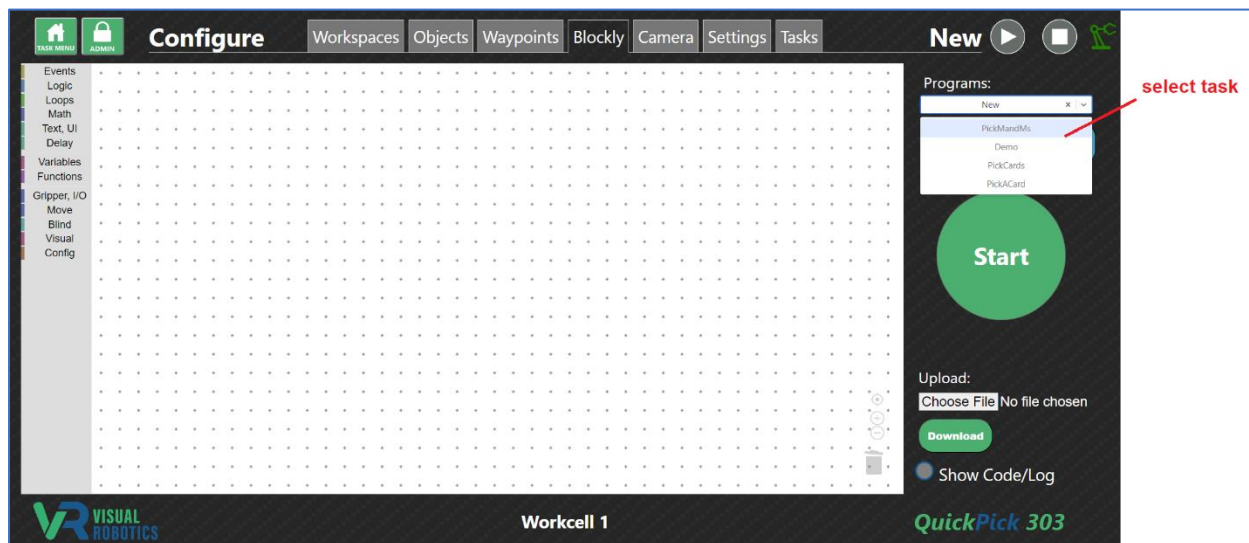 TASK MENU
ADMIN
Configure
Workspaces
Objects
Waypoints
Blockly
Camera
Settings
Tasks
New
Events
Logic
Loops
Math
Text, UI
Delay
Variables
Functions
Gripper, I/O
Move
Blind
Visual
Config
Programs:
New
x
PickMandMs
Demo
PickCards
PickACard
select task
Start
Upload:
Choose File No file chosen
Download
Show Code/Log
VR VISUAL
ROBOTICS
Workcell 1
QuickPick 303